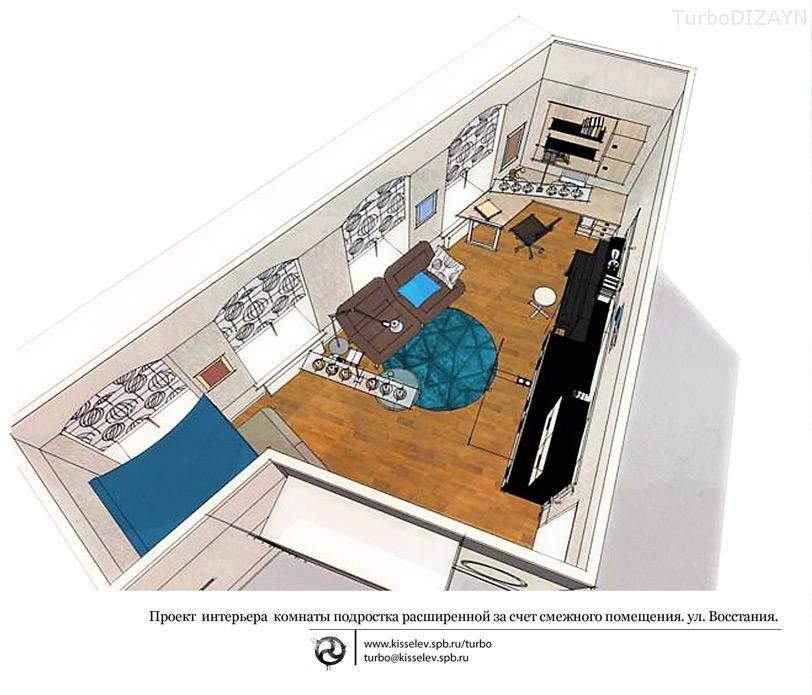 TurboDIZAYN
Проект интерьера комнаты подростка расширенной за счет смежного помещения. ул. Восстания.
www.kisselev.spb.ru/turbo
turbo@kisselev.spb.ru